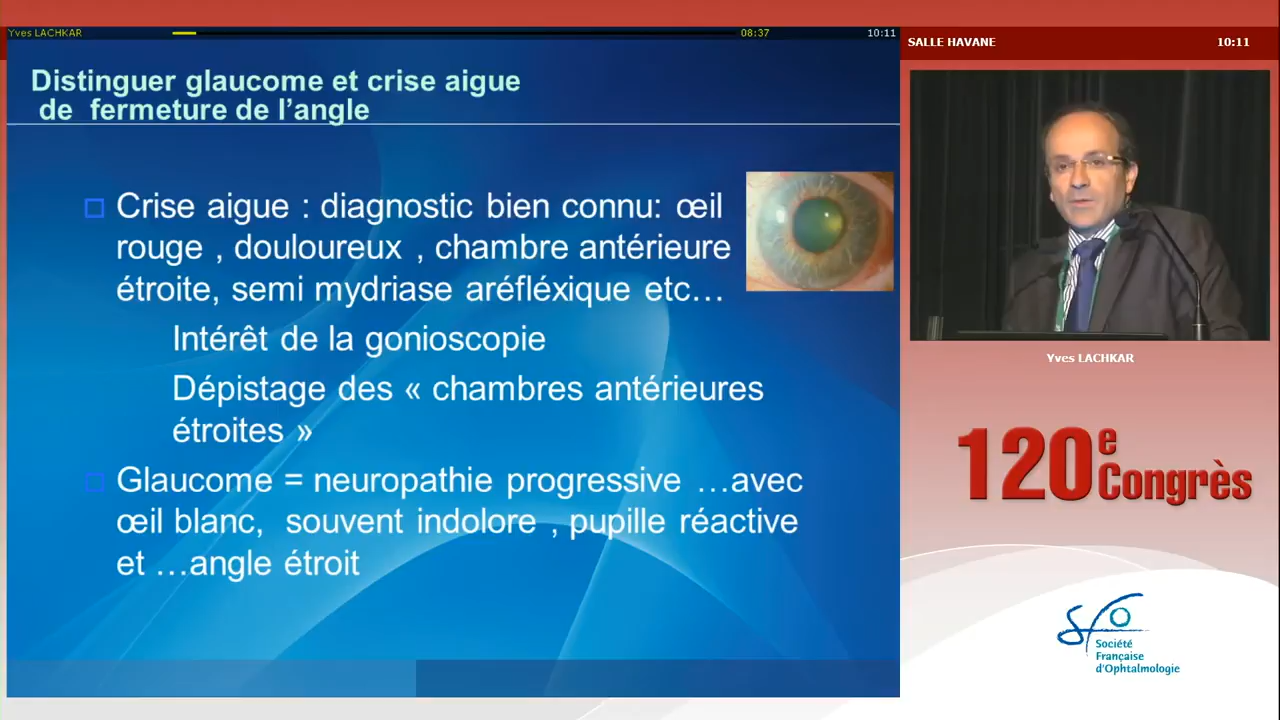 Yves LACHKAR
08:37
10:11
Distinguer glaucome et crise aigue
de fermeture de l’angle
Crise aigue : diagnostic bien connu: œil
rouge , douloureux , chambre antérieure
étroite, semi mydriase aréfléxique etc…
Intérêt de la gonioscopie
Dépistage des « chambres antérieures
étroites »
Glaucome = neuropathie progressive …avec
œil blanc, souvent indolore , pupille réactive
et …angle étroit
SALLE HAVANE
10:11
Yves LACHKAR
120e
Congrès
sfo
Société
Française
d'Ophtalmologie